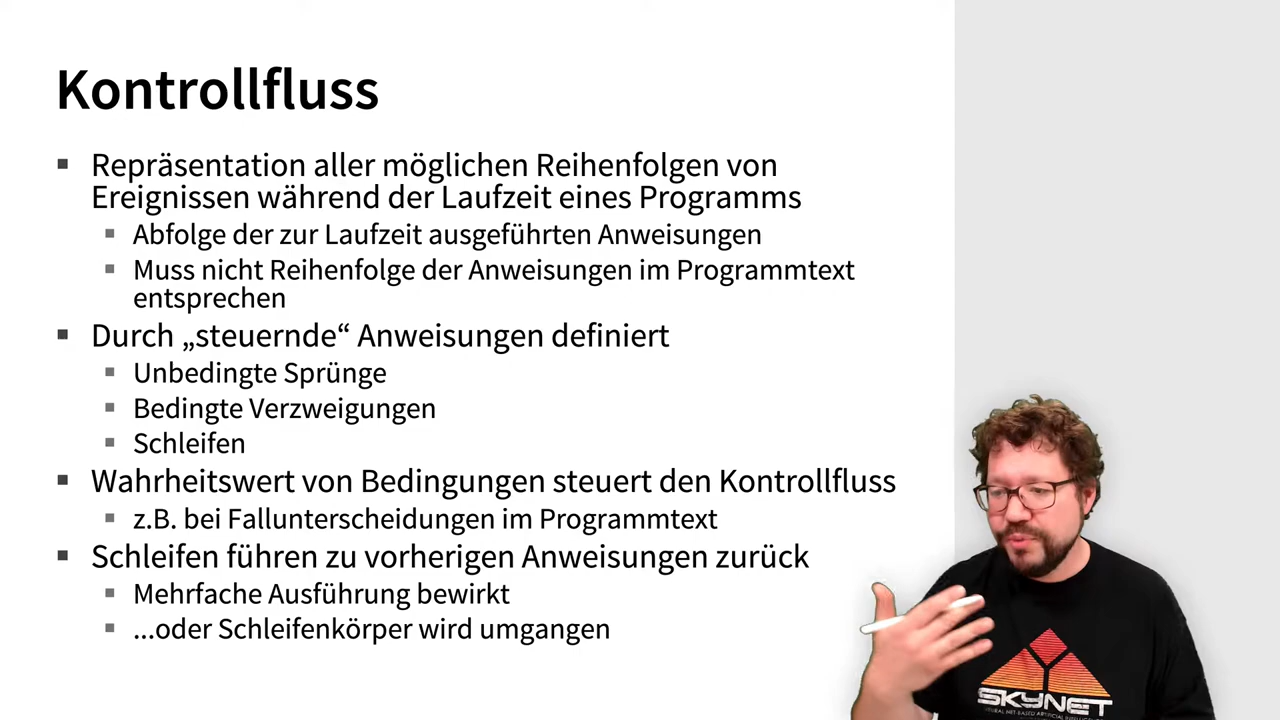 Kontrollfluss
▪ Repräsentation aller möglichen Reihenfolgen von
Ereignissen während der Laufzeit eines Programms
▪ Abfolge der zur Laufzeit ausgeführten Anweisungen
▪ Muss nicht Reihenfolge der Anweisungen im Programmtext
entsprechen
▪ Durch „steuernde“ Anweisungen definiert
▪ Unbedingte Sprünge
▪ Bedingte Verzweigungen
▪ Schleifen
▪ Wahrheitswert von Bedingungen steuert den Kontrollfluss
▪ z.B. bei Fallunterscheidungen im Programmtext
▪ Schleifen führen zu vorherigen Anweisungen zurück
▪ Mehrfache Ausführung bewirkt
▪ ...oder Schleifenkörper wird umgangen
SKYNET